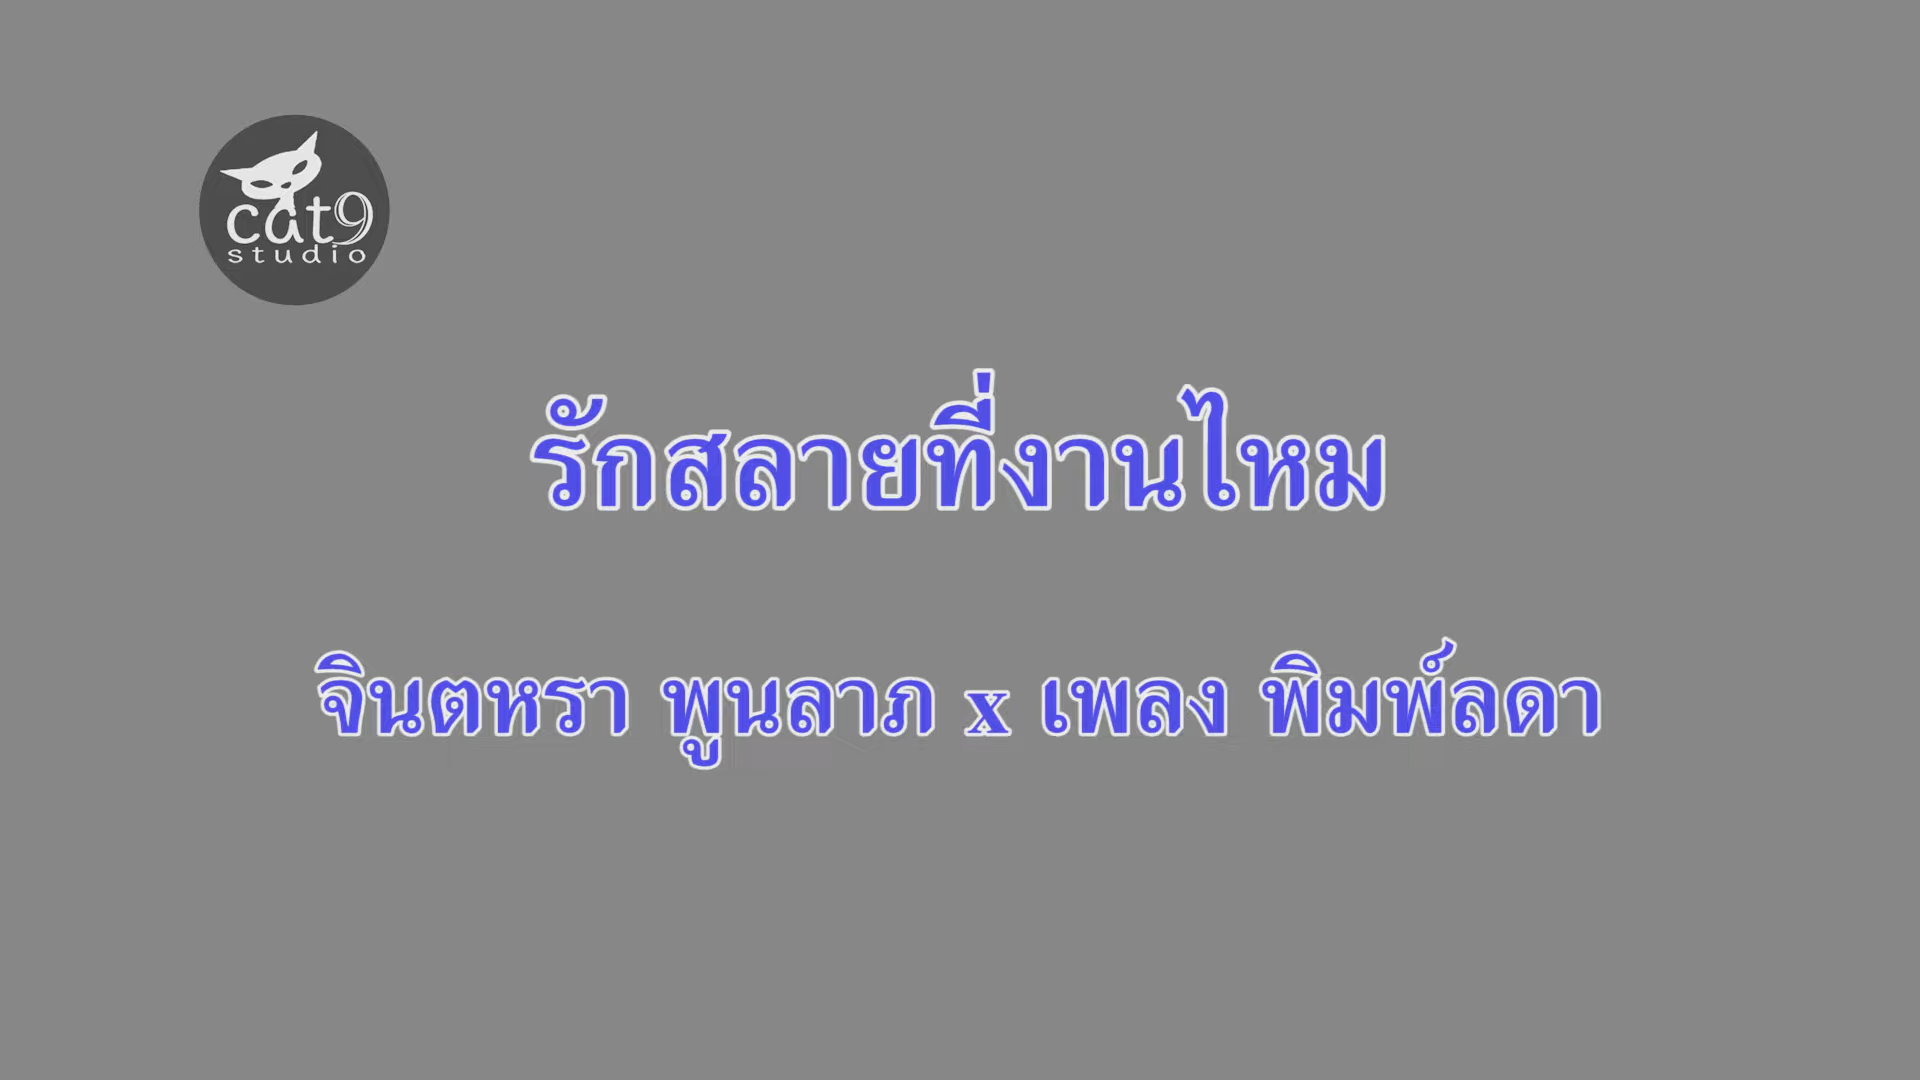 cat9
studio
รักสลายที่งานไหม
จินตหรา พูนลาภ x เพลง พิมพ์ลดา